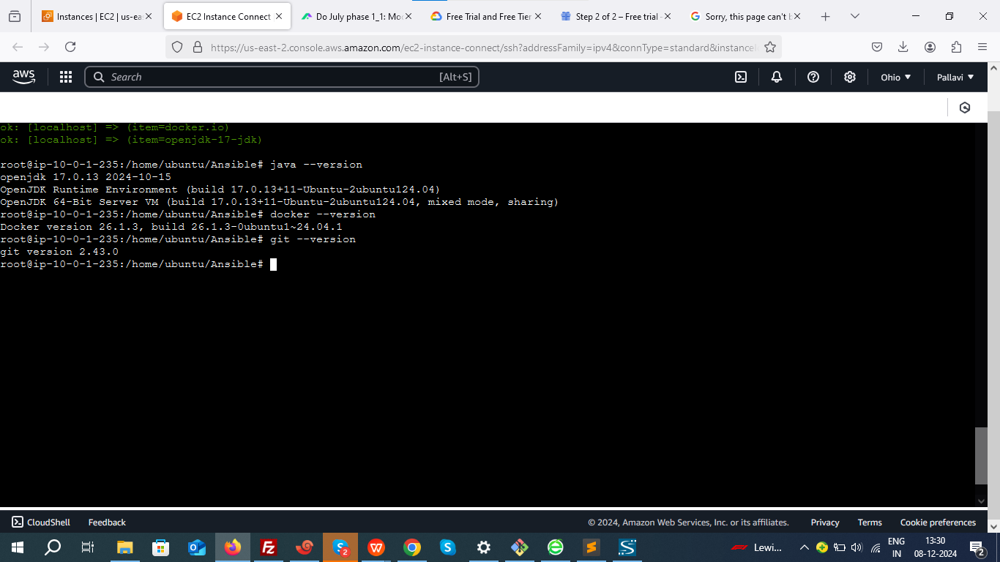 Instances | EC2 | us-ea
EC2 Instance Connect
Do July phase 1_1: Mo
Free Trial and Free Tier
Step 2 of 2 – Free trial -
Sorry, this page can't b
https://us-east-2.console.aws.amazon.com/ec2-instance-connect/ssh?addressFamily=ipv4&connType=standard&instanceI
aws
Search
[Alt+S]
Ohio
Pallavi
ok: [localhost] => (item=docker.io)
ok: [localhost] => (item=openjdk-17-jdk)
root@ip-10-0-1-235:/home/ubuntu/Ansible# java --version
openjdk 17.0.13 2024-10-15
OpenJDK Runtime Environment (build 17.0.13+11-Ubuntu-2ubuntu124.04)
OpenJDK 64-Bit Server VM (build 17.0.13+11-Ubuntu-2ubuntu124.04, mixed mode, sharing)
root@ip-10-0-1-235:/home/ubuntu/Ansible# docker --version
Docker version 26.1.3, build 26.1.3-0ubuntu1~24.04.1
root@ip-10-0-1-235:/home/ubuntu/Ansible# git --version
git version 2.43.0
root@ip-10-0-1-235:/home/ubuntu/Ansible#
CloudShell
Feedback
© 2024, Amazon Web Services, Inc. or its affiliates.
Privacy
Terms
Cookie preferences
Lewi...
ENG
IN
13:30
08-12-2024
2